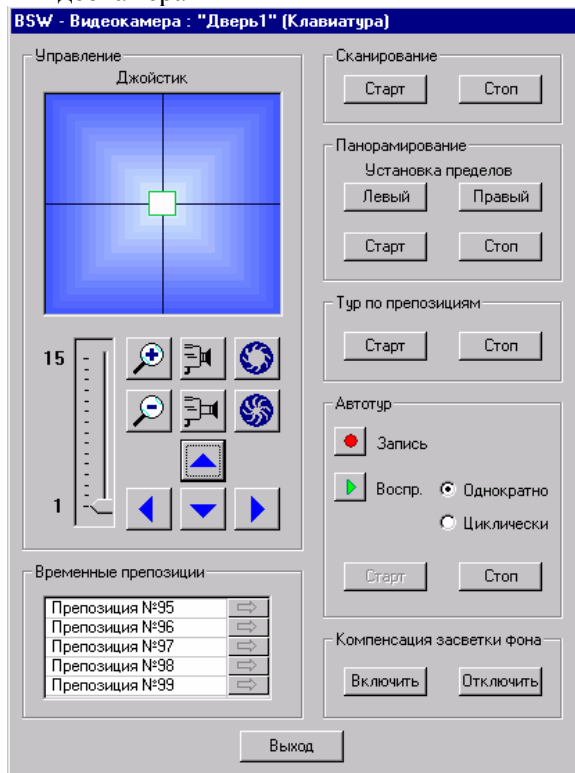 BSW - Видеокамера : "Дверь1" (Клавиатура)
Управление
Джойстик
15
1
Временные препозиции
Препозиция №95
Препозиция №96
Препозиция №97
Препозиция №98
Препозиция №99
Сканирование
Старт Стоп
Панорамирование
Установка пределов
Левый Правый
Старт Стоп
Тур по препозициям
Старт Стоп
Автотур
Запись
Воспр. Однократно
Циклически
Старт Стоп
Компенсация засветки фона
Включить Отключить
Выход